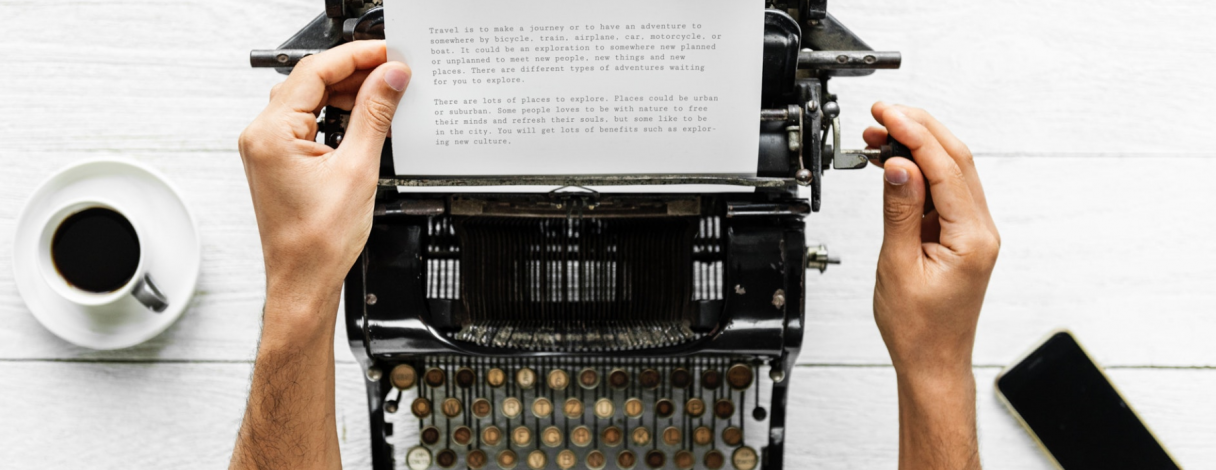 Travel is to make a journey or to have an adventure to
somewhere by bicycle, train, airplane, car, motorcycle, or
boat. It could be an exploration to somewhere new planned
or unplanned to meet new people, new things and new
places. There are different types of adventures waiting
for you to explore.
There are lots of places to explore. Places could be urban
or suburban. Some people loves to be with nature to free
their minds and refresh their souls, but some like to be
in the city. You will get lots of benefits such as explor-
ing new culture.